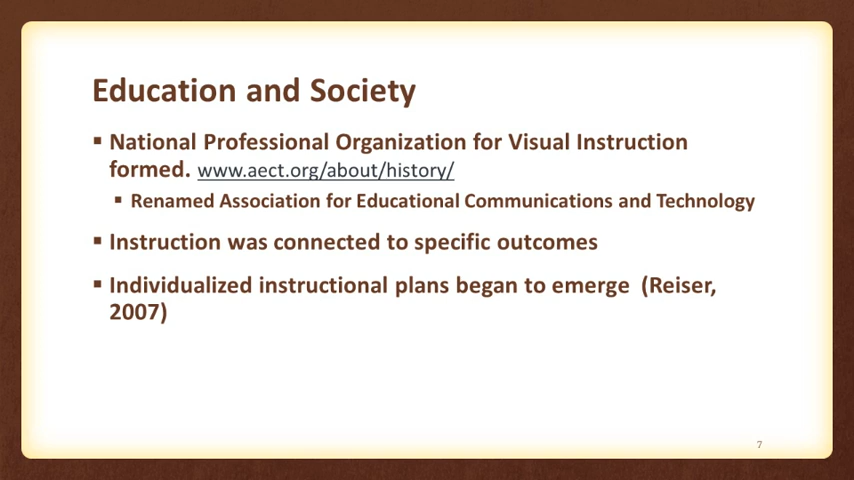 Education and Society
▪ National Professional Organization for Visual Instruction
formed. www.aect.org/about/history/
▪ Renamed Association for Educational Communications and Technology
▪ Instruction was connected to specific outcomes
▪ Individualized instructional plans began to emerge (Reiser,
2007)
7